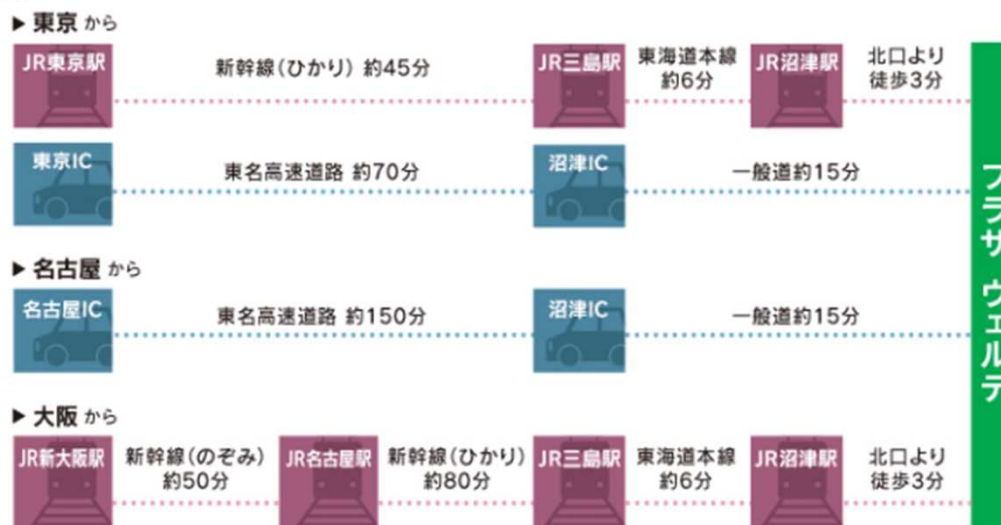 ▶ 東京 から
JR東京駅
新幹線(ひかり) 約45分
JR三島駅
東海道本線
約6分
JR沼津駅
北口より
徒歩3分
東京IC
東名高速道路 約70分
沼津IC
一般道約15分
▶ 名古屋 から
名古屋IC
東名高速道路 約150分
沼津IC
一般道約15分
▶ 大阪 から
JR新大阪駅
新幹線(のぞみ)
約50分
JR名古屋駅
新幹線(ひかり)
約80分
JR三島駅
東海道本線
約6分
JR沼津駅
北口より
徒歩3分
プラサ ヴェルデ